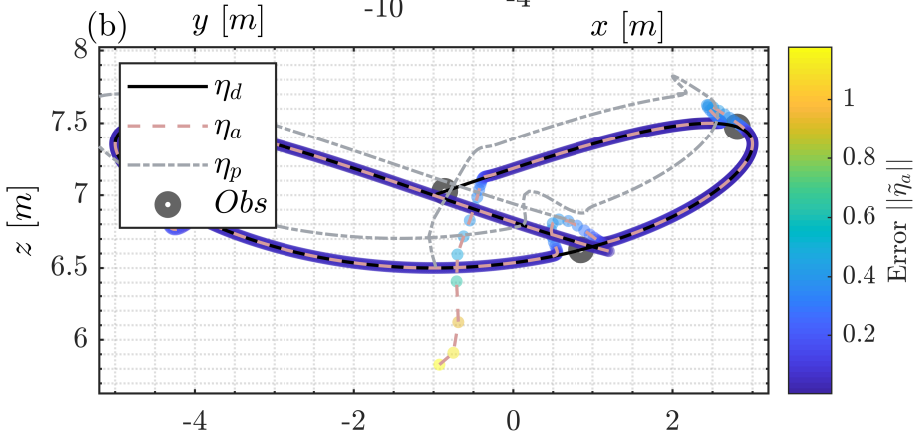 -10
-4
(b)
y [m]
x [m]
8
7.5
7
6.5
6
z [m]
η_d
η_a
η_p
Obs
-4
-2
0
2
1
0.8
0.6
0.4
0.2
Error ||η̃_a||